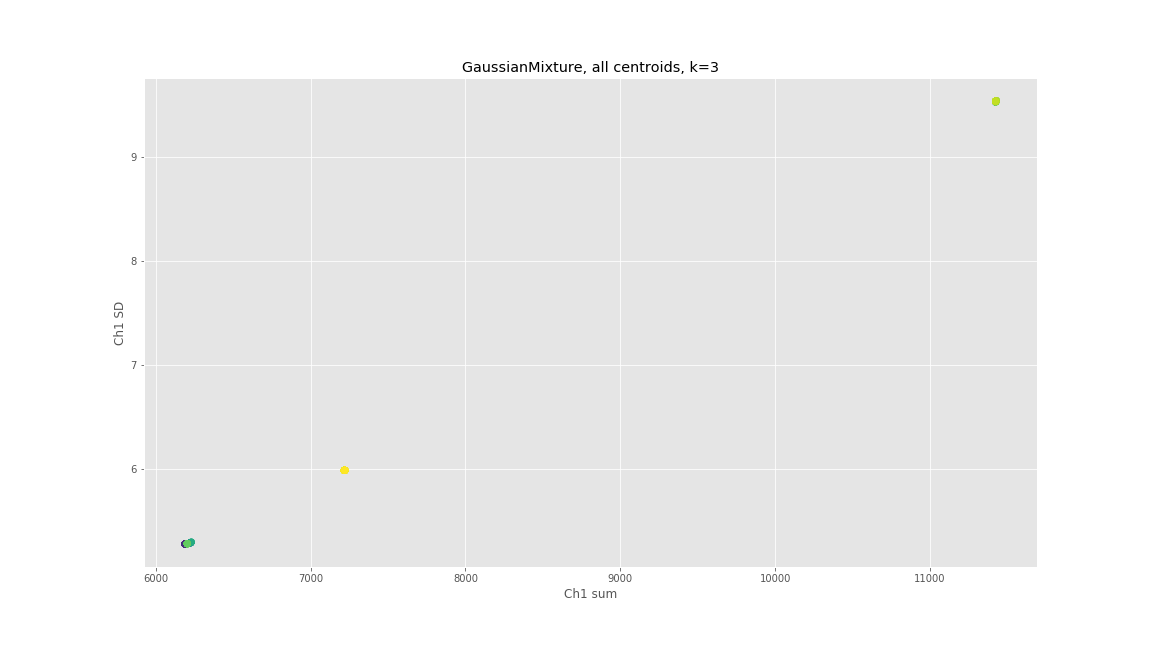 GaussianMixture, all centroids, k=3
9
8
7
6
Ch1 SD
6000 7000 8000 9000 10000 11000
Ch1 sum